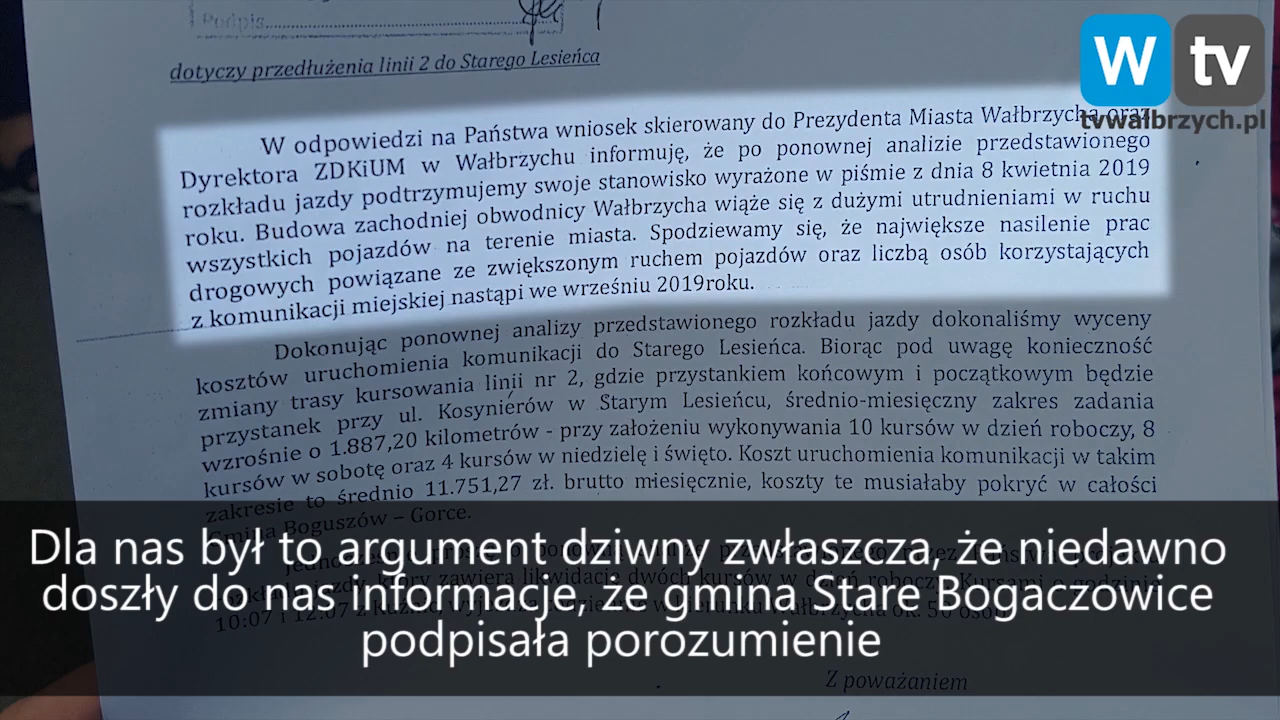 Podpis
W tv
tvwałbrzych.pl
dotyczy przedłużenia linii 2 do Starego Lesieńca
W odpowiedzi na Państwa wniosek skierowany do Prezydenta Miasta Wałbrzycha oraz
Dyrektora ZDKiUM w Wałbrzychu informuję, że po ponownej analizie przedstawionego
rozkładu jazdy podtrzymujemy swoje stanowisko wyrażone w piśmie z dnia 8 kwietnia 2019
roku. Budowa zachodniej obwodnicy Wałbrzycha wiąże się z dużymi utrudnieniami w ruchu
wszystkich pojazdów na terenie miasta. Spodziewamy się, że największe nasilenie prac
drogowych powiązane ze zwiększonym ruchem pojazdów oraz liczbą osób korzystających
z komunikacji miejskiej nastąpi we wrześniu 2019roku.
Dokonując ponownej analizy przedstawionego rozkładu jazdy dokonaliśmy wyceny
kosztów uruchomienia komunikacji do Starego Lesieńca. Biorąc pod uwagę konieczność
zmiany trasy kursowania linii nr 2, gdzie przystankiem końcowym i początkowym będzie
przystanek przy ul. Kosynierów w Starym Lesieńcu, średnio-miesięczny zakres zadania
wzrośnie o 1.887,20 kilometrów - przy założeniu wykonywania 10 kursów w dzień roboczy, 8
kursów w sobotę oraz 4 kursów w niedzielę i święto. Koszt uruchomienia komunikacji w takim
zakresie to średnio 11.751,27 zł. brutto miesięcznie, koszty te musiałaby pokryć w całości
Gmina Boguszów – Gorce.
10:07 i 12:07
Dla nas był to argument dziwny zwłaszcza, że niedawno
doszły do nas informacje, że gmina Stare Bogaczowice
podpisała porozumienie
Z poważaniem